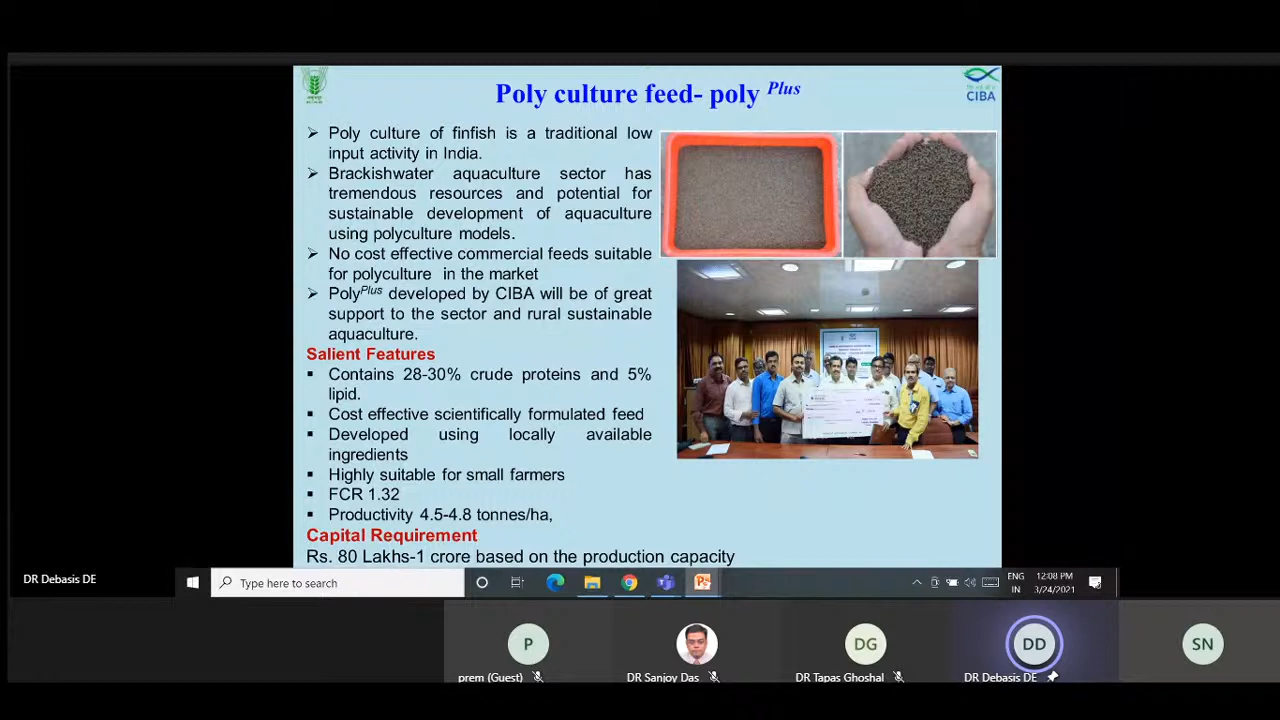 Poly culture feed- poly Plus
CIBA
➢ Poly culture of finfish is a traditional low
input activity in India.
➢ Brackishwater aquaculture sector has
tremendous resources and potential for
sustainable development of aquaculture
using polyculture models.
➢ No cost effective commercial feeds suitable
for polyculture in the market
➢ PolyPlus developed by CIBA will be of great
support to the sector and rural sustainable
aquaculture.
Salient Features
▪ Contains 28-30% crude proteins and 5%
lipid.
▪ Cost effective scientifically formulated feed
▪ Developed using locally available
ingredients
▪ Highly suitable for small farmers
▪ FCR 1.32
▪ Productivity 4.5-4.8 tonnes/ha,
Capital Requirement
Rs. 80 Lakhs-1 crore based on the production capacity
DR Debasis DE
Type here to search
ENG
IN
12:08 PM
3/24/2021
P
DG
DD
SN
prem (Guest)
DR Sanjoy Das
DR Tapas Ghoshal
DR Debasis DE